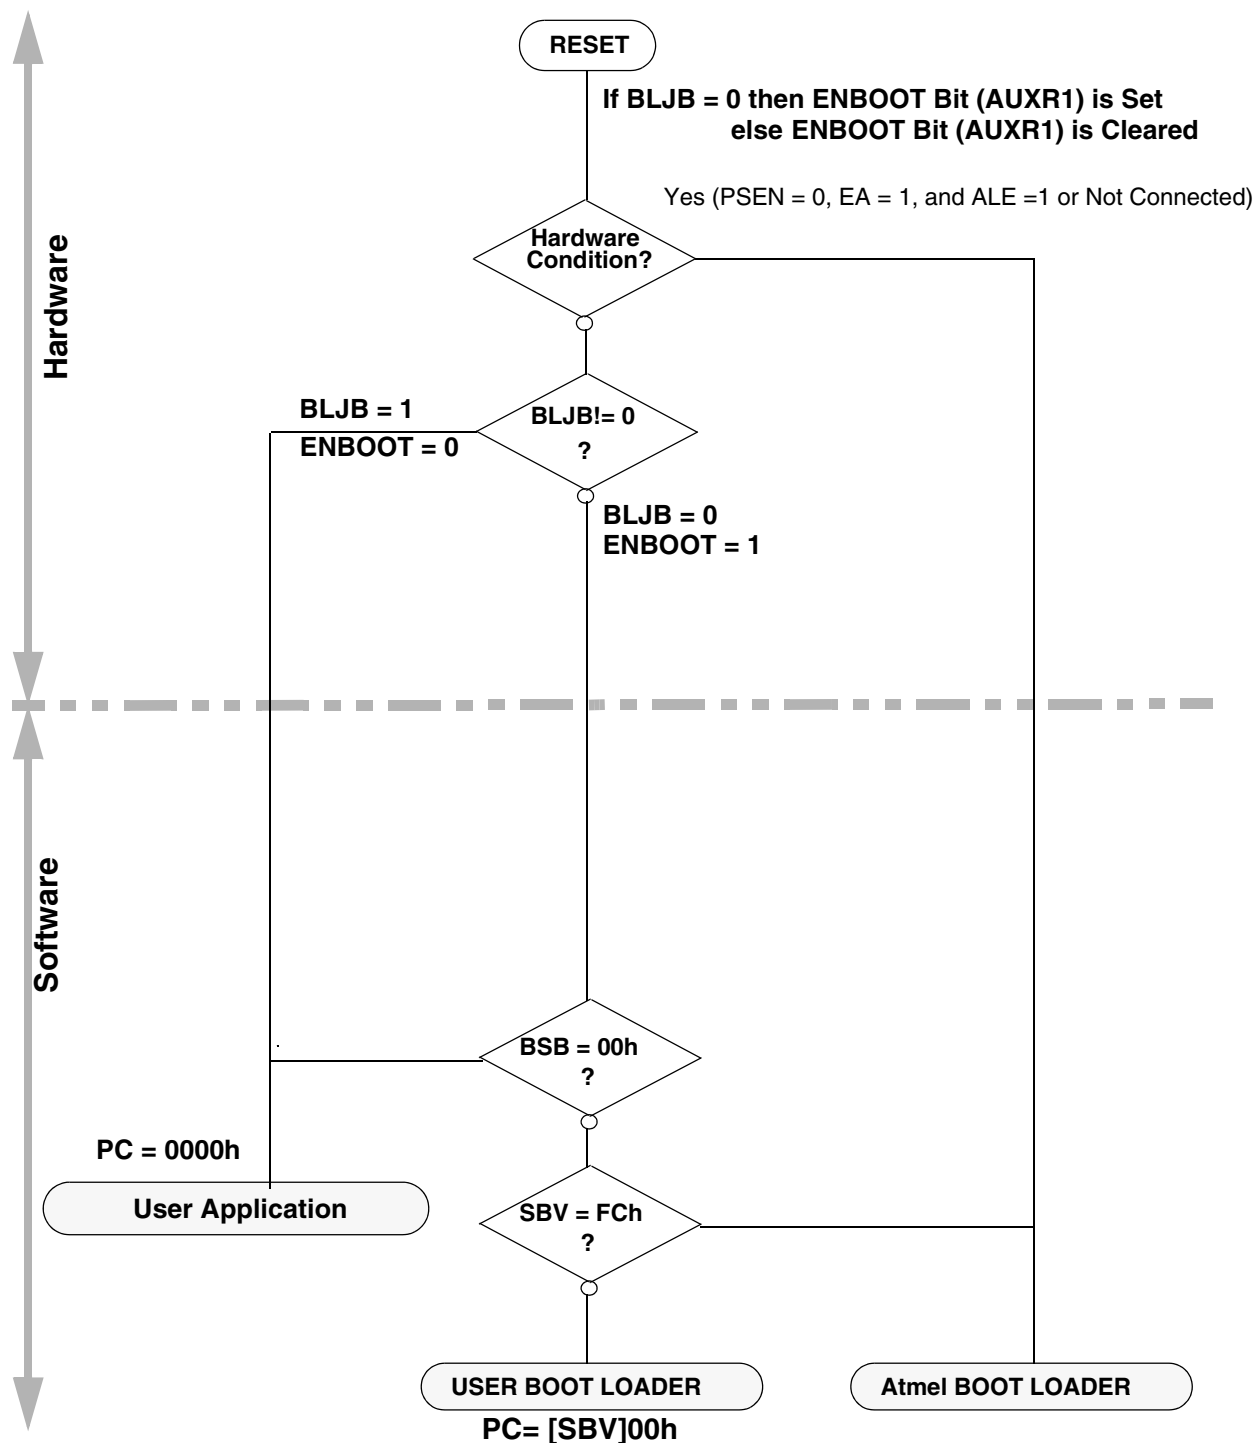 RESET
If BLJB = 0 then ENBOOT Bit (AUXR1) is Set
else ENBOOT Bit (AUXR1) is Cleared
Yes (PSEN = 0, EA = 1, and ALE =1 or Not Connected)
Hardware
Condition?
Hardware
BLJB = 1
ENBOOT = 0
BLJB!= 0
?
BLJB = 0
ENBOOT = 1
Software
BSB = 00h
?
PC = 0000h
User Application
SBV = FCh
?
USER BOOT LOADER
PC= [SBV]00h
Atmel BOOT LOADER